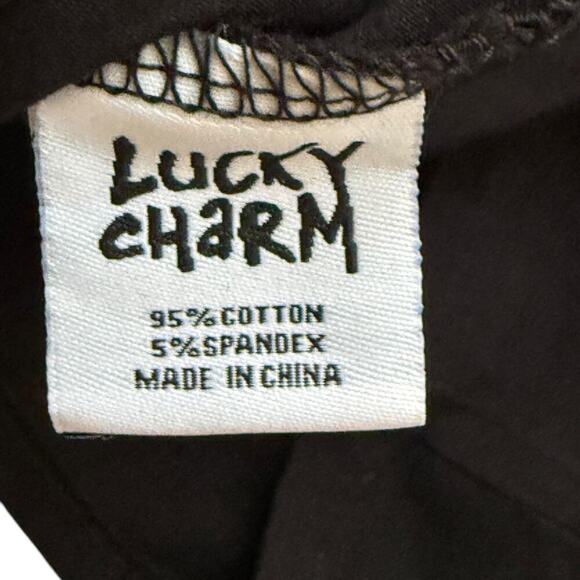 LUCKY
CHaRM
95% COTTON
5% SPANDEX
MADE IN CHINA